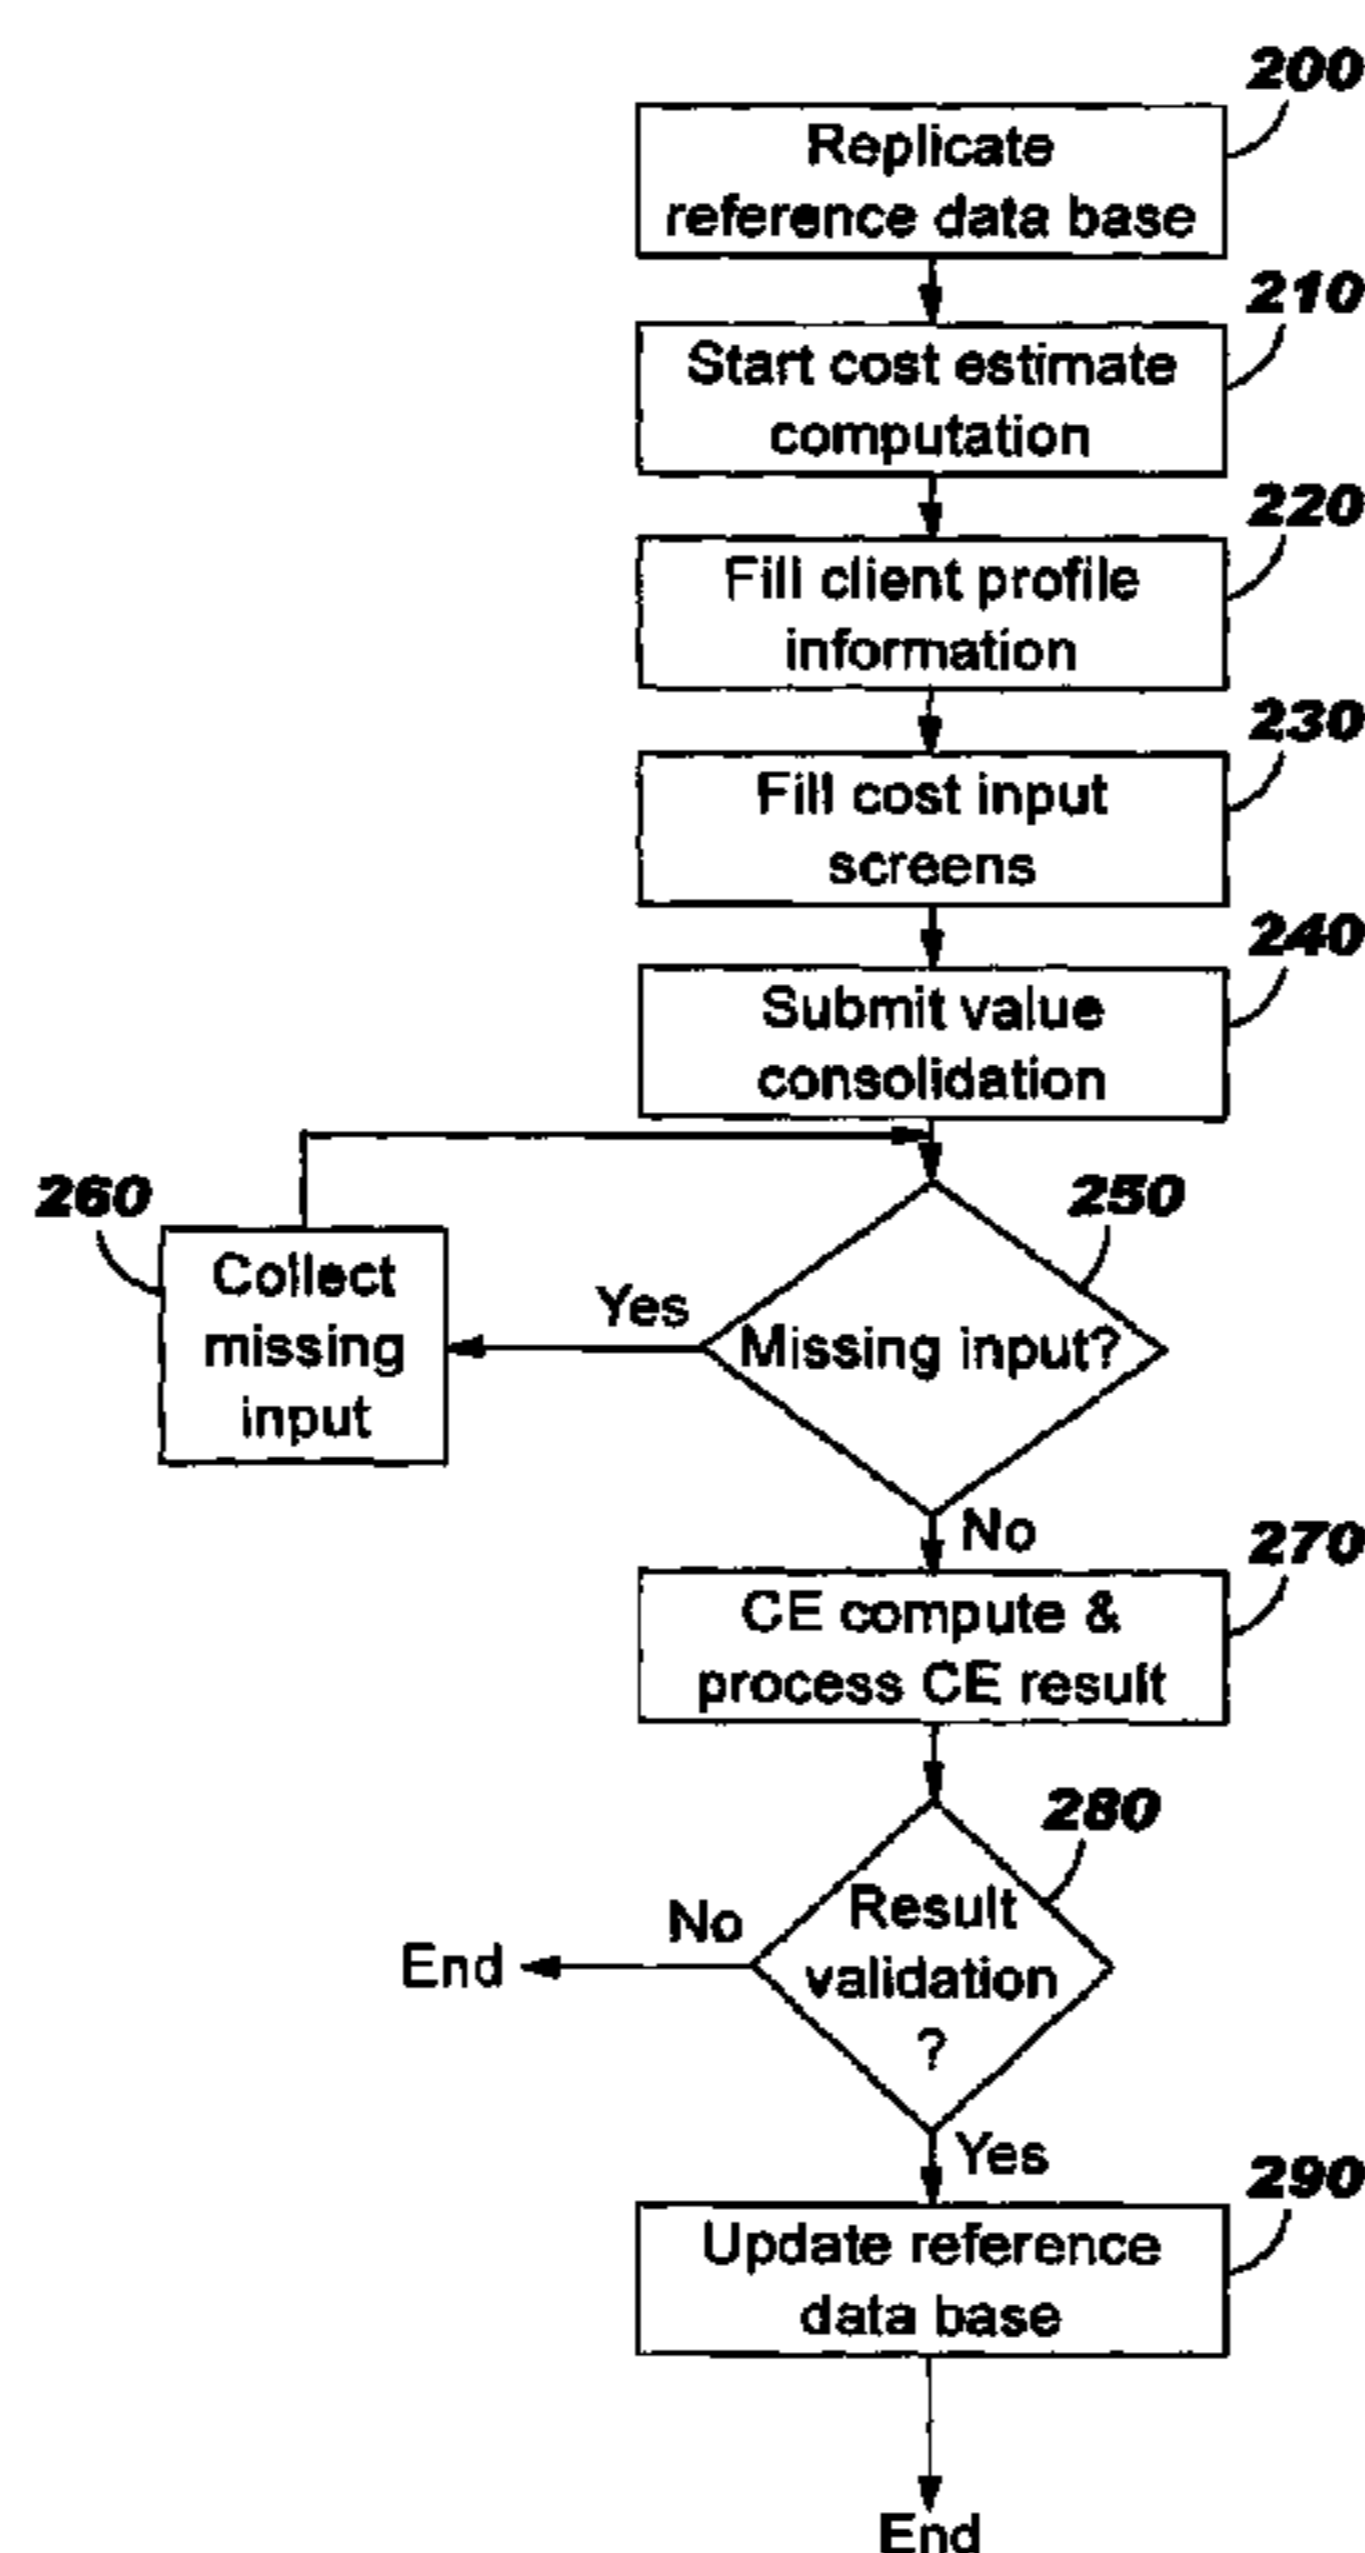 200
Replicate
reference data base
210
Start cost estimate
computation
220
Fill client profile
information
230
Fill cost input
screens
240
Submit value
consolidation
260
Collect
missing
input
Yes
250
Missing input?
No
270
CE compute &
process CE result
280
Result
validation
?
No
End
Yes
290
Update reference
data base
End